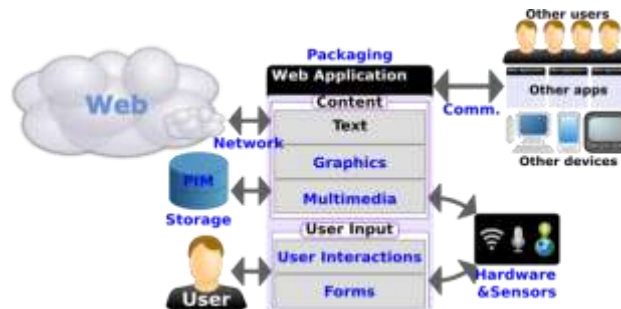 Other users
Packaging
Web Application
Web
Content
Comm.
Other apps
Text
Network
Graphics
Other devices
PIM
Multimedia
Storage
User Input
User Interactions
Hardware
&Sensors
User
Forms